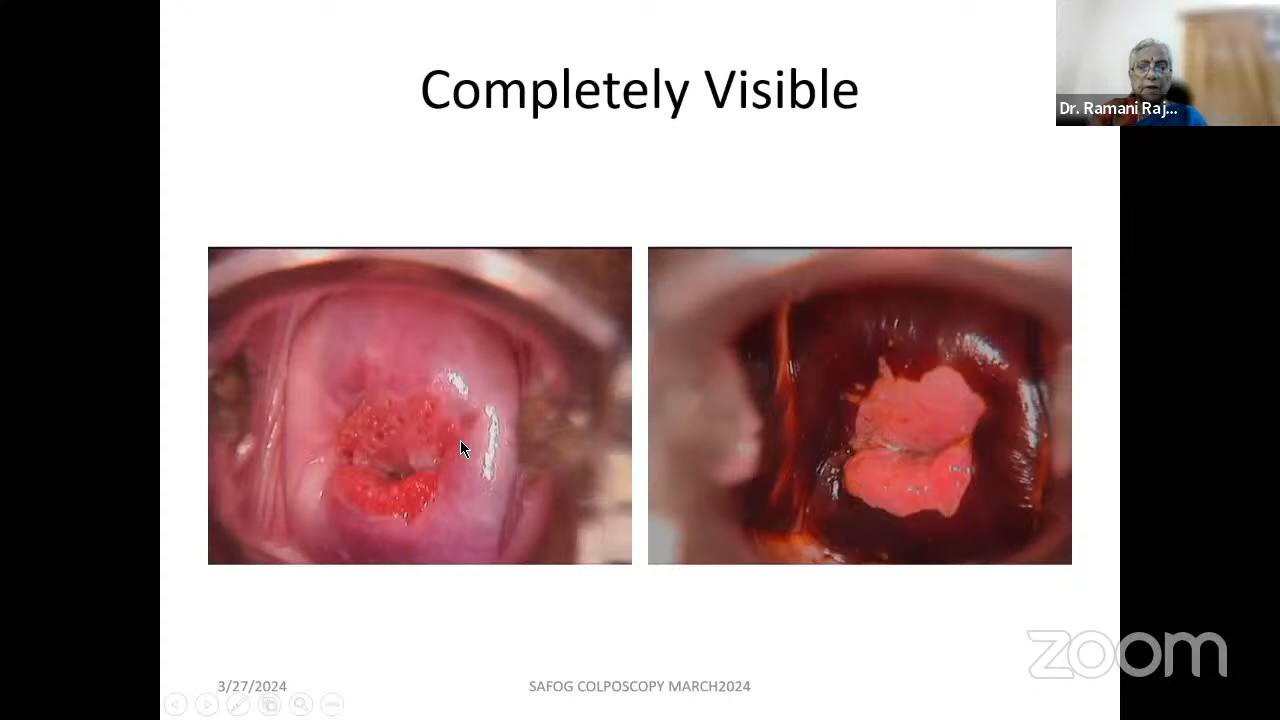 Completely Visible
Dr. Ramani Raj...
3/27/2024
SAFOG COLPOSCOPY MARCH2024
zoom